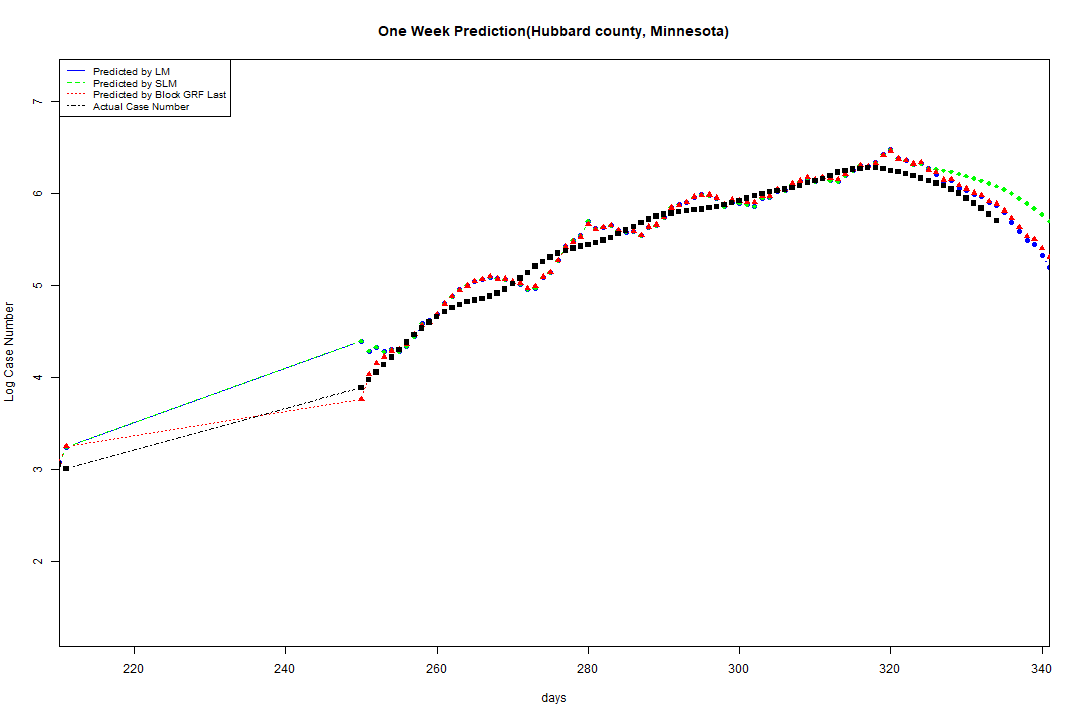 One Week Prediction(Hubbard county, Minnesota)
Predicted by LM
Predicted by SLM
Predicted by Block GRF Last
Actual Case Number
7
6
5
4
3
2
Log Case Number
220 240 260 280 300 320 340
days